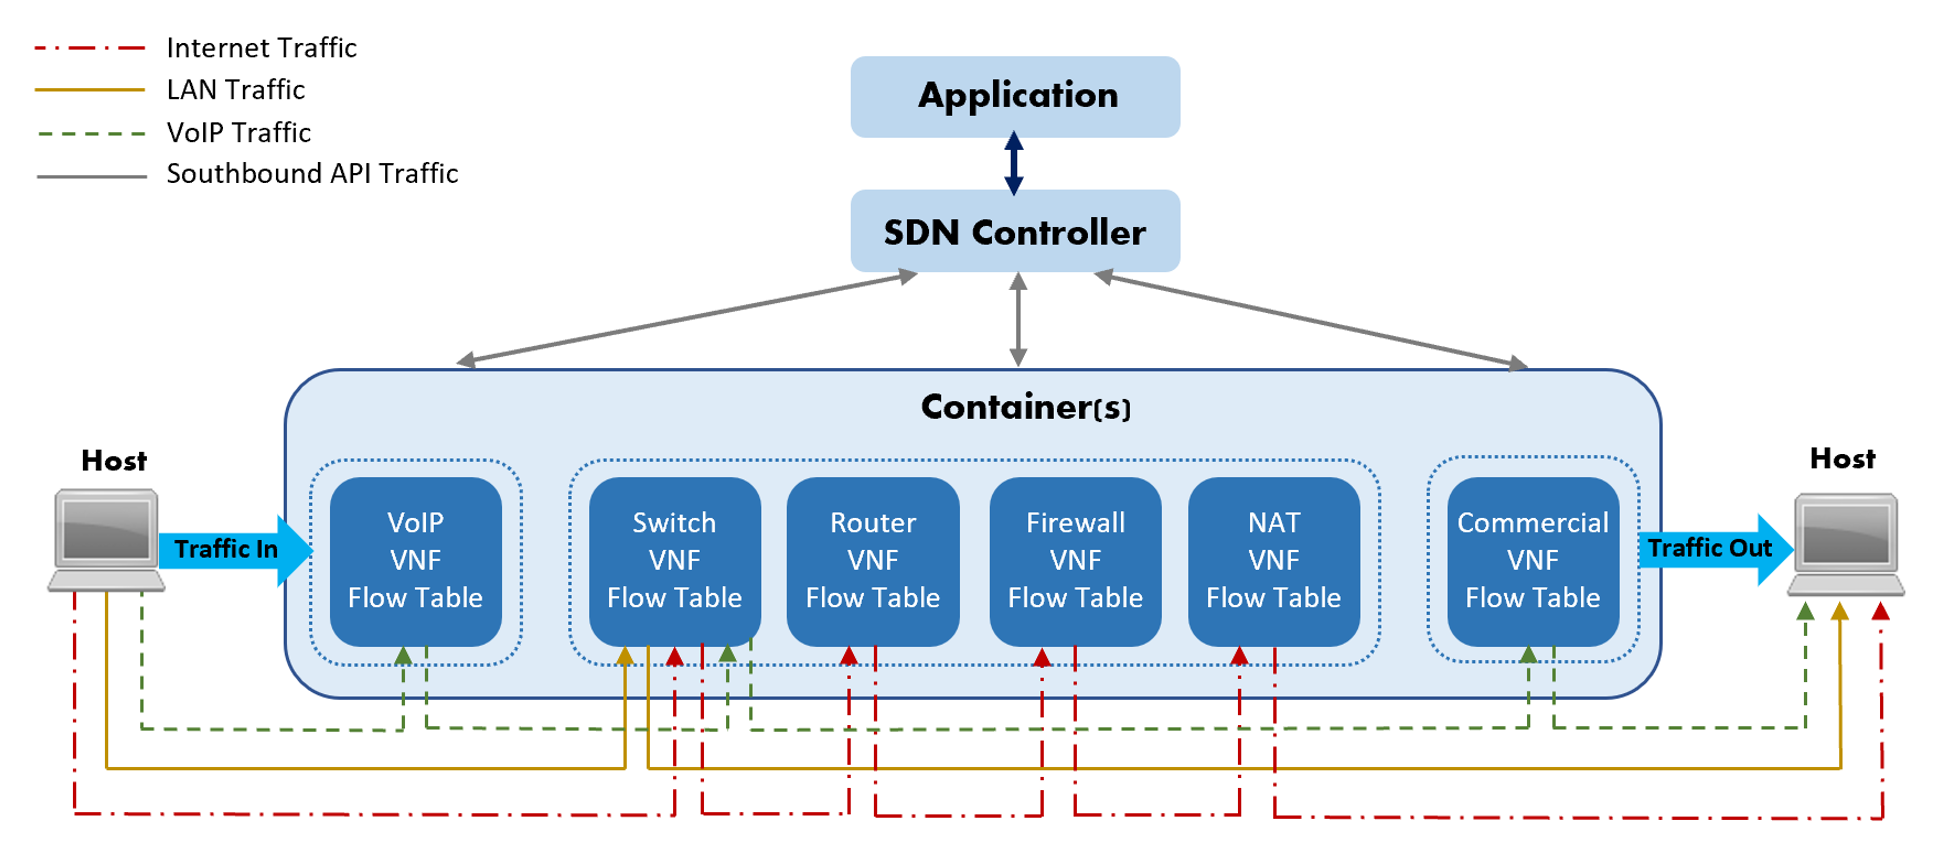 Internet Traffic
LAN Traffic
VoIP Traffic
Southbound API Traffic
Application
SDN Controller
Container(s)
Host
Host
Traffic In
VoIP
VNF
Flow Table
Switch
VNF
Flow Table
Router
VNF
Flow Table
Firewall
VNF
Flow Table
NAT
VNF
Flow Table
Commercial
VNF
Flow Table
Traffic Out